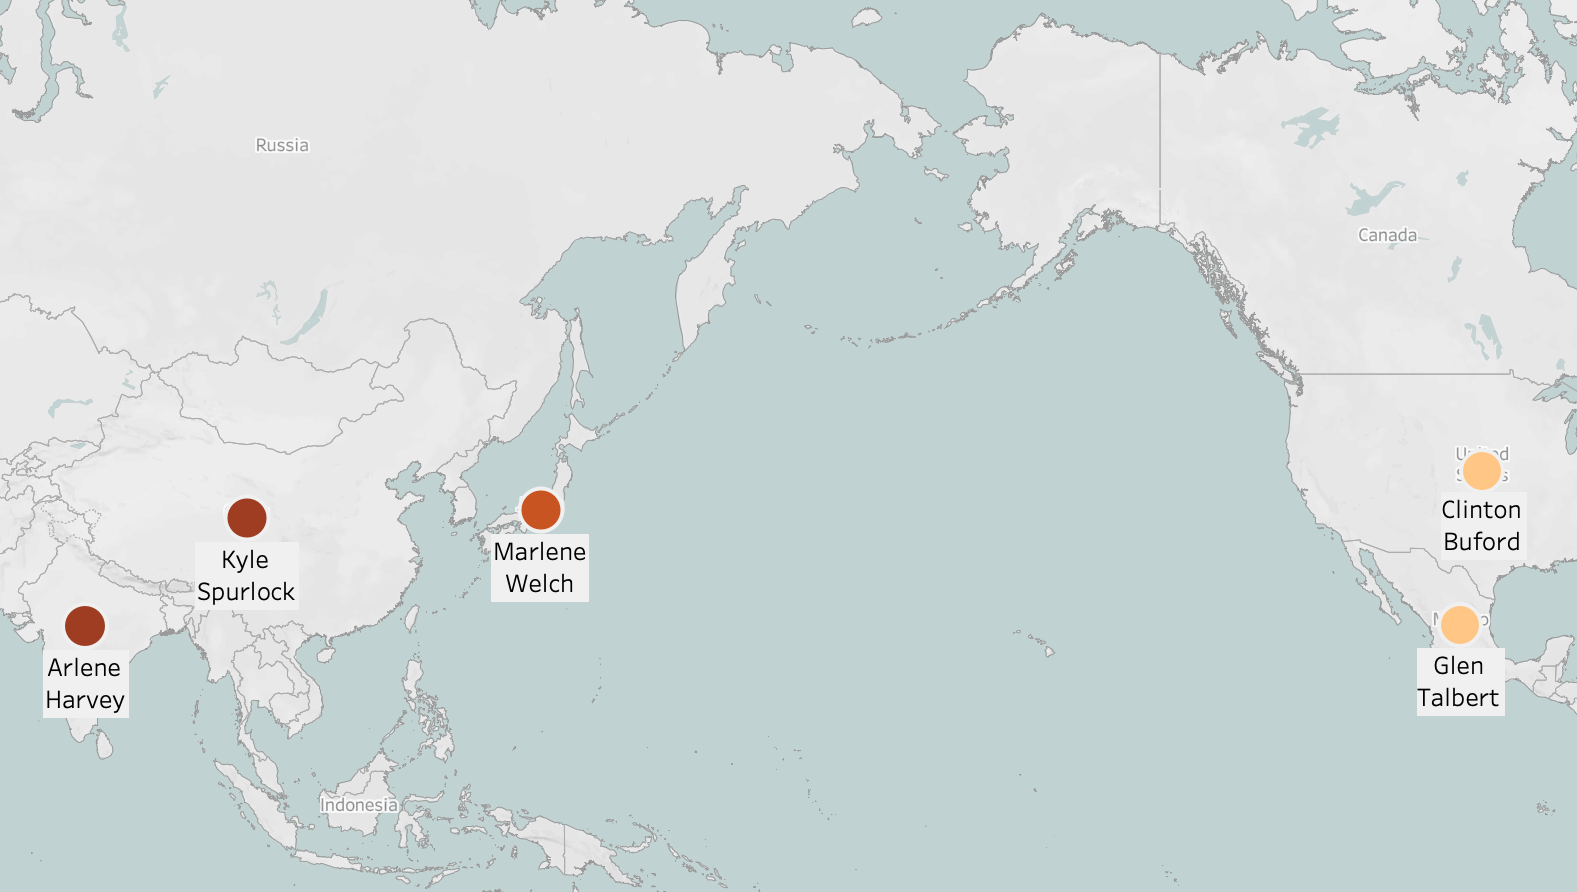 Russia
Canada
Clinton
Buford
Kyle
Spurlock
Marlene
Welch
Arlene
Harvey
Glen
Talbert
Indonesia